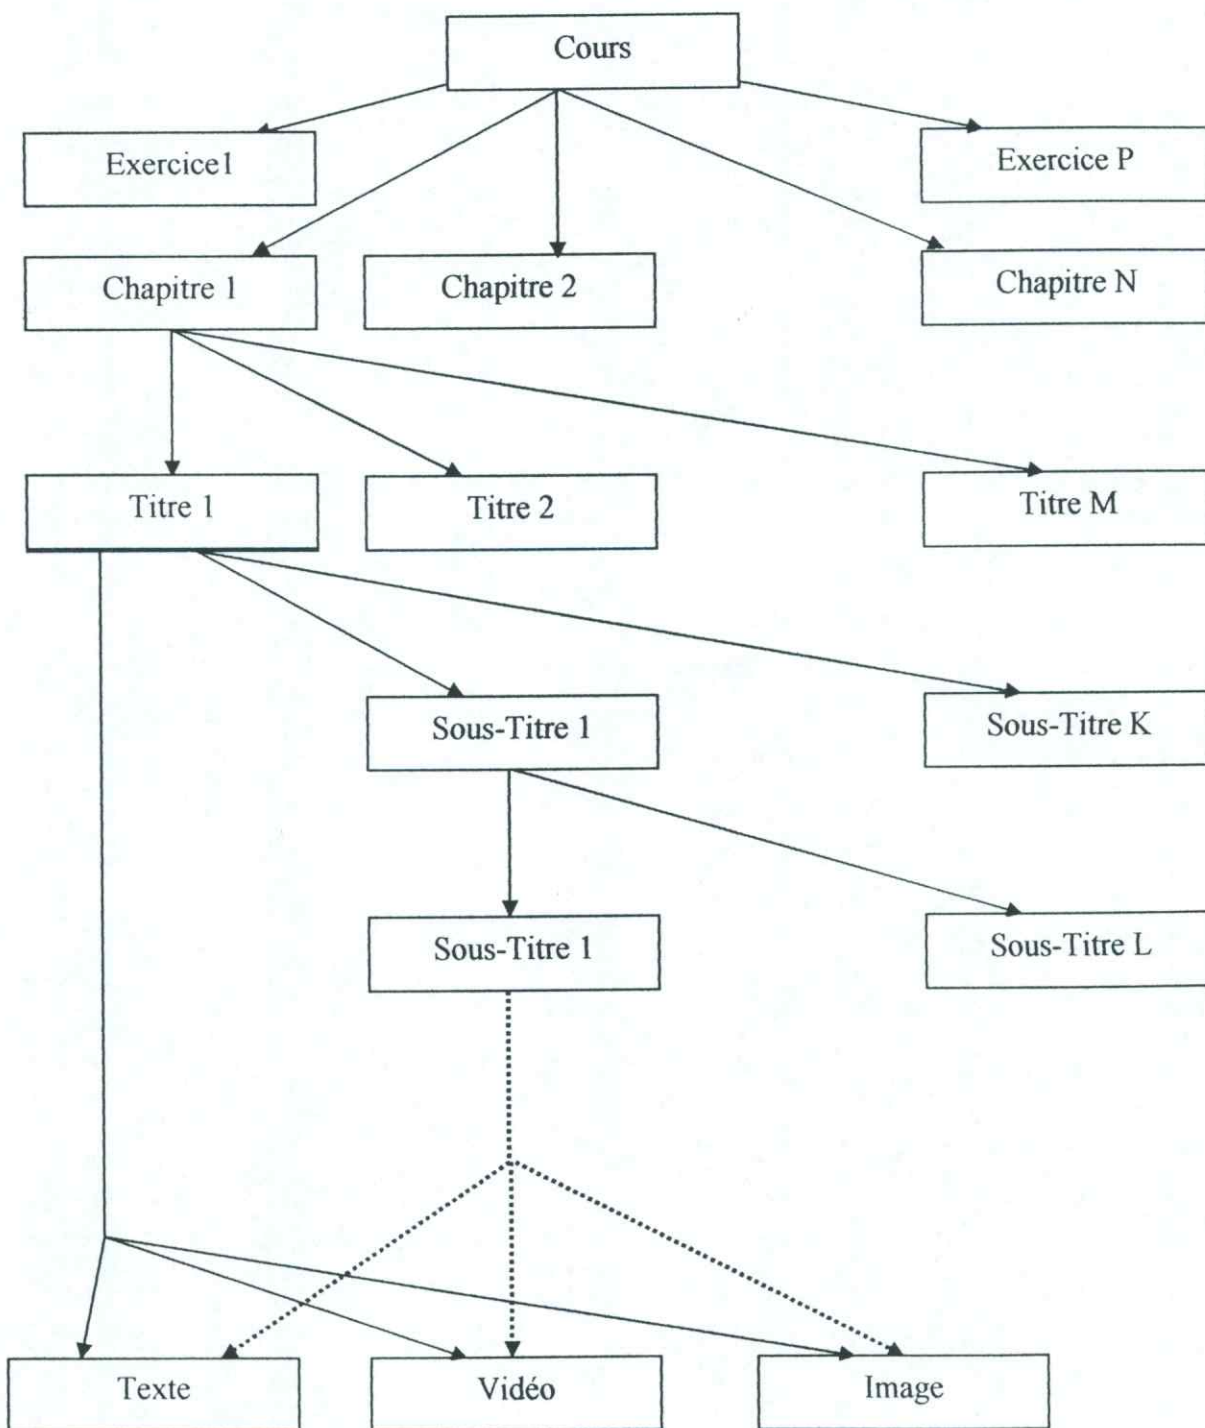 Cours
Exercice1
Exercice P
Chapitre 1
Chapitre 2
Chapitre N
Titre 1
Titre 2
Titre M
Sous-Titre 1
Sous-Titre K
Sous-Titre 1
Sous-Titre L
Texte
Vidéo
Image